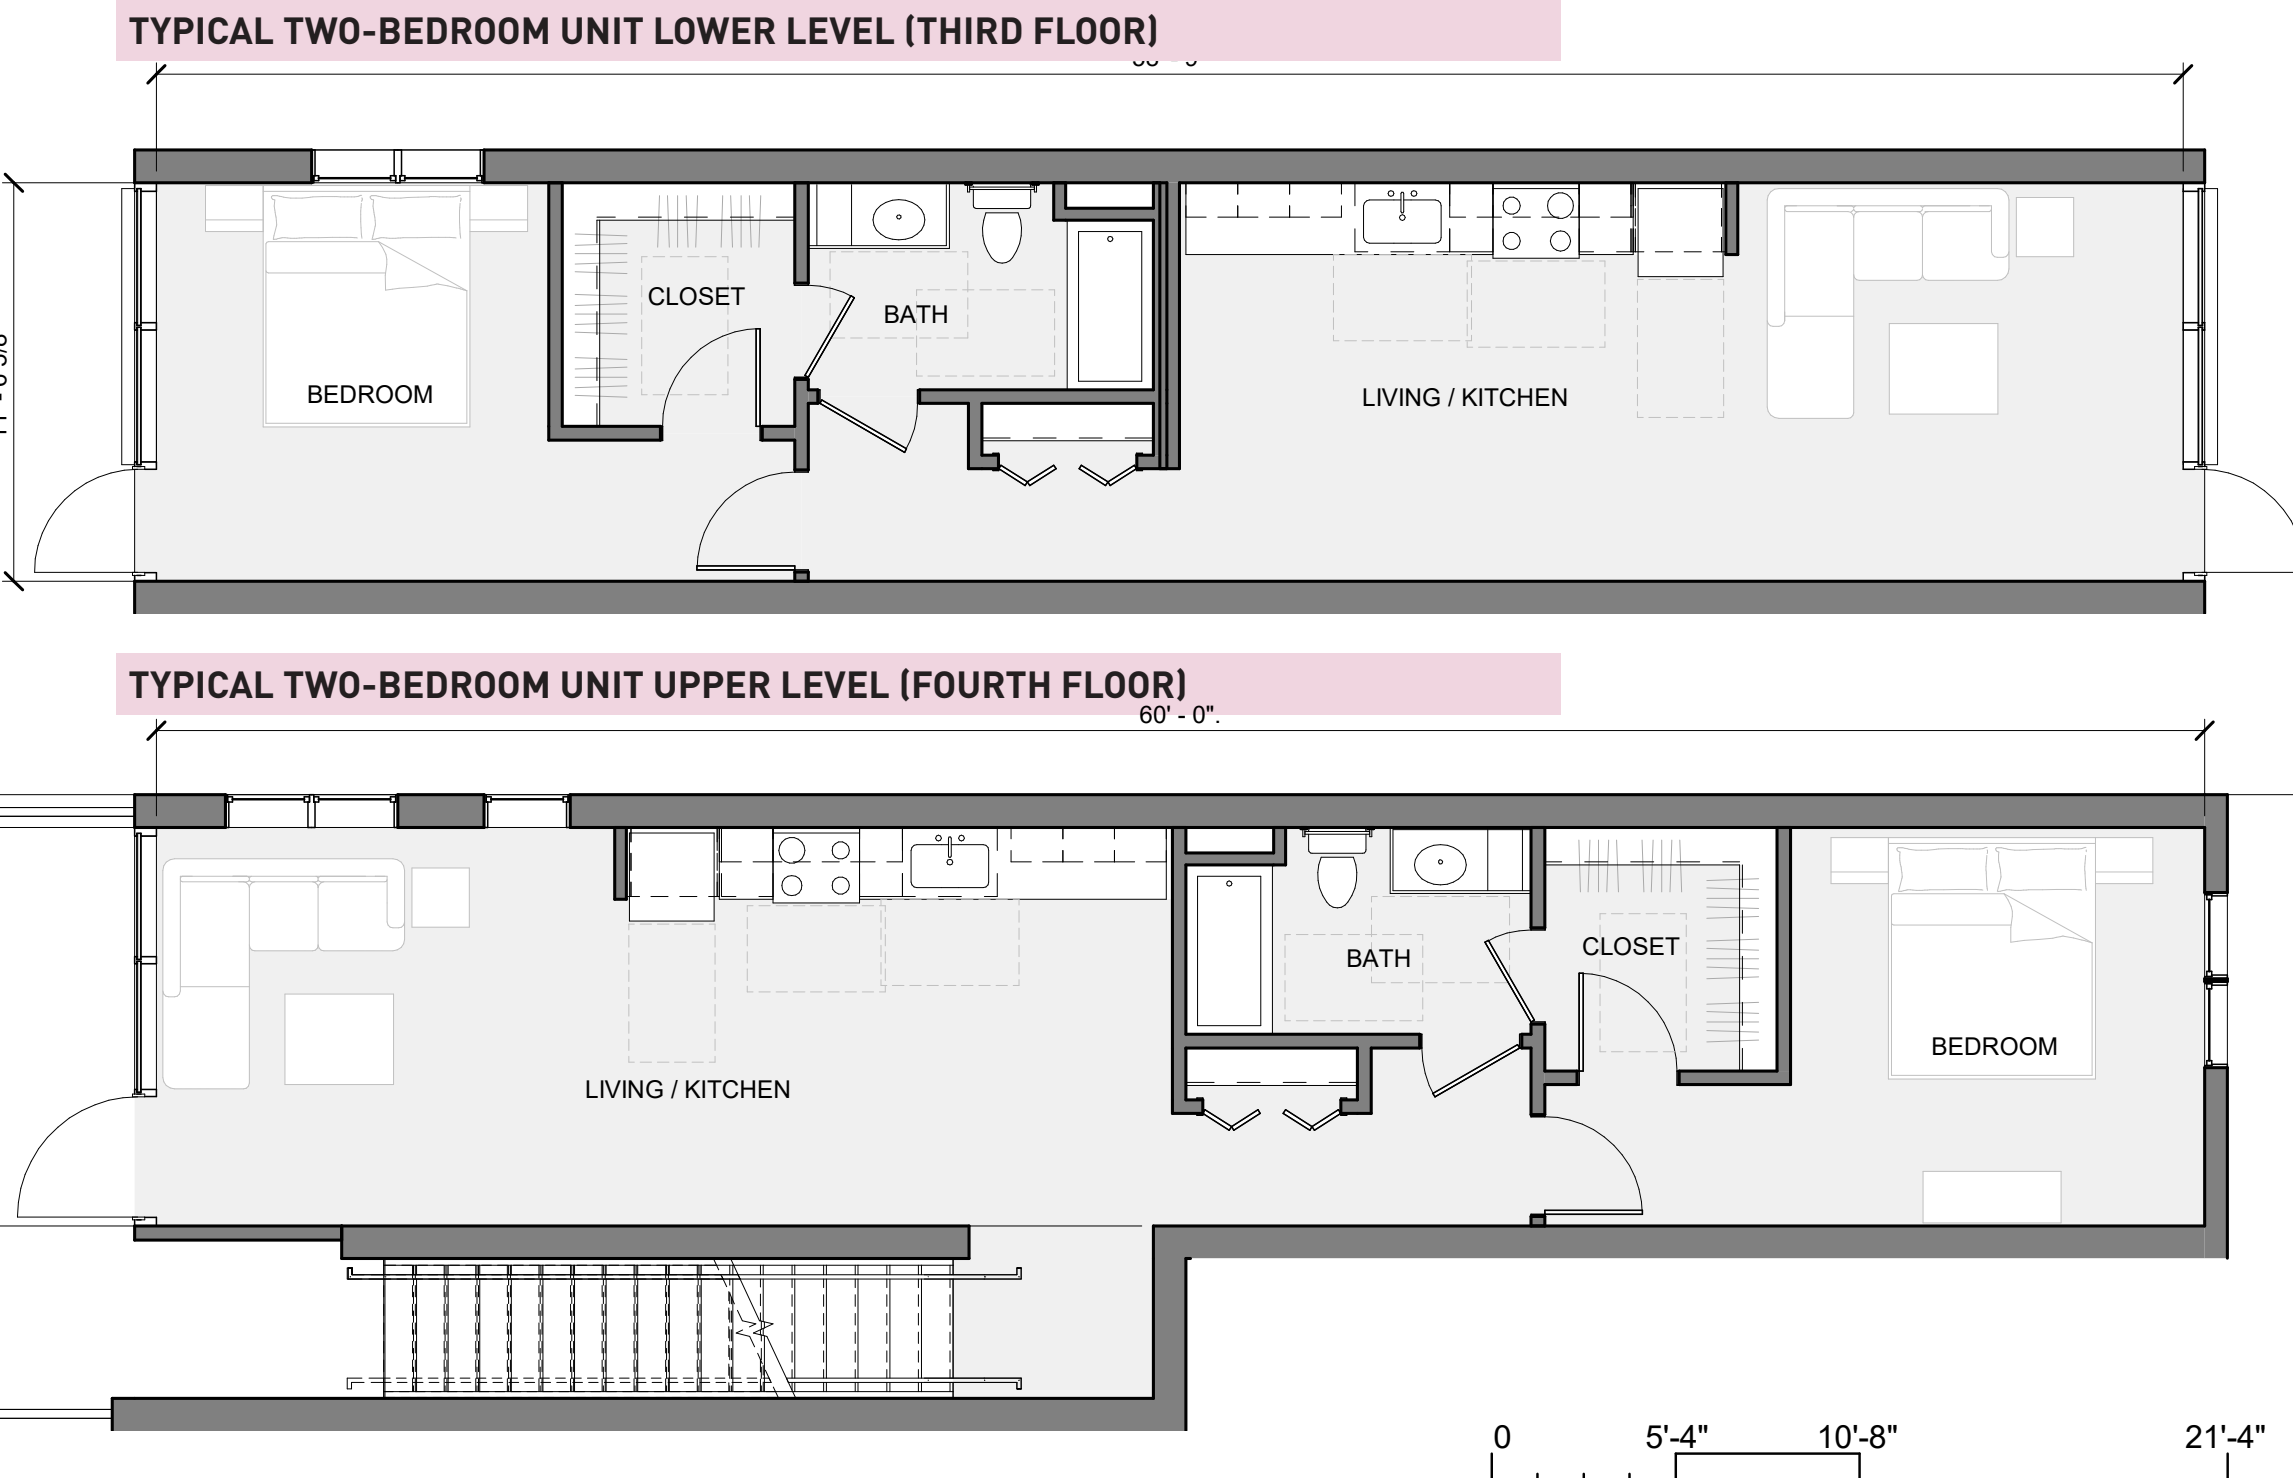 TYPICAL TWO-BEDROOM UNIT LOWER LEVEL (THIRD FLOOR)
CLOSET
BATH
BEDROOM
LIVING / KITCHEN
TYPICAL TWO-BEDROOM UNIT UPPER LEVEL (FOURTH FLOOR)
60' - 0".
BATH
CLOSET
BEDROOM
LIVING / KITCHEN
0 5'-4" 10'-8" 21'-4"